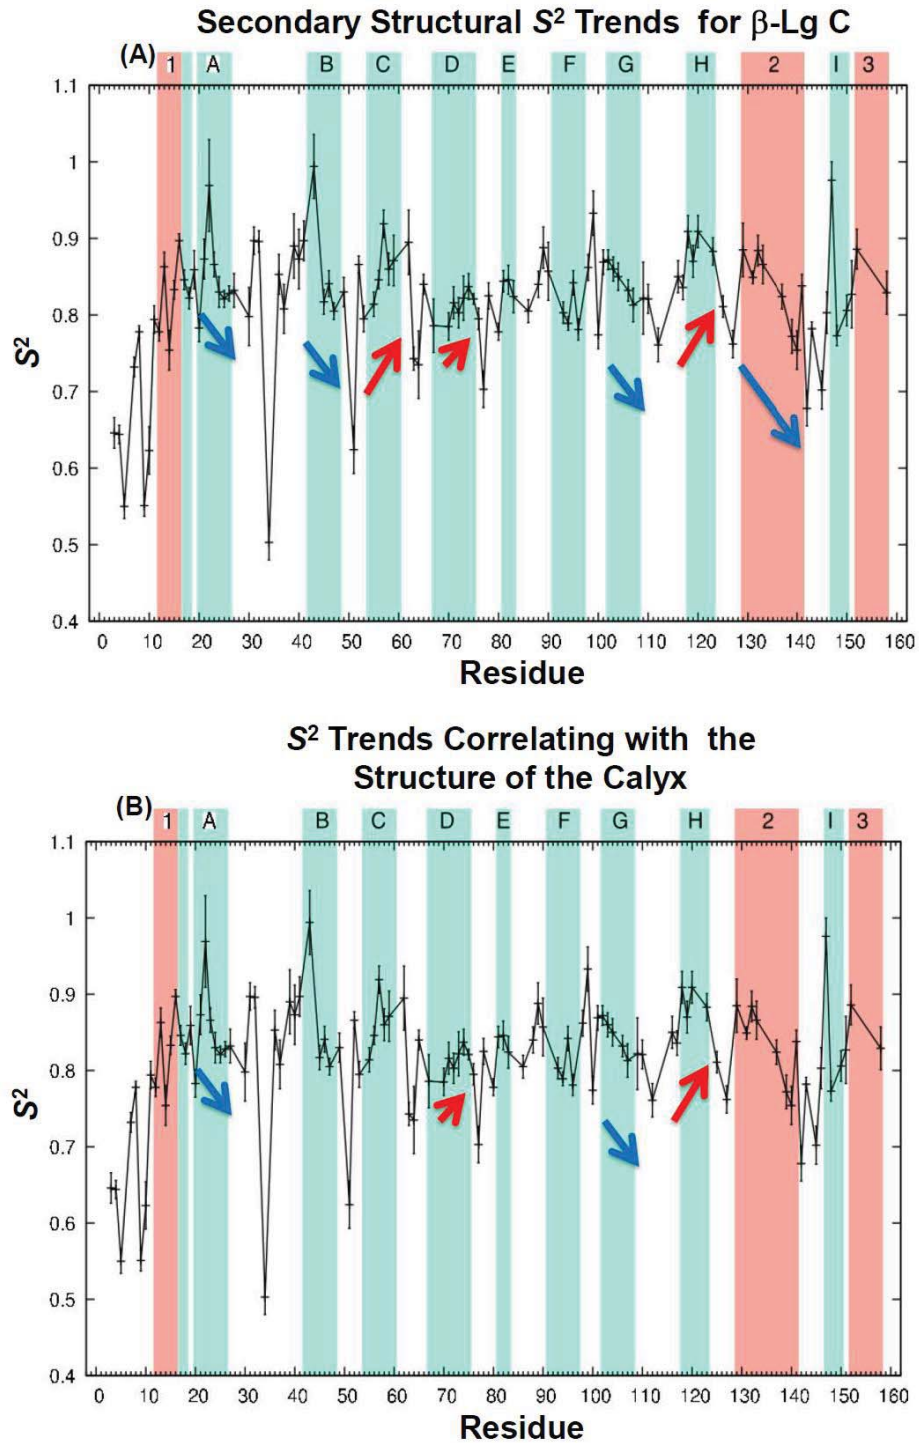 Secondary Structural S² Trends for β-Lg C
(A)
1 A B C D E F G H 2 I 3
1.1
1
0.9
0.8
0.7
0.6
0.5
0.4
S²
0 10 20 30 40 50 60 70 80 90 100 110 120 130 140 150 160
Residue
S² Trends Correlating with the
Structure of the Calyx
(B)
1 A B C D E F G H 2 I 3
1.1
1
0.9
0.8
0.7
0.6
0.5
0.4
S²
0 10 20 30 40 50 60 70 80 90 100 110 120 130 140 150 160
Residue